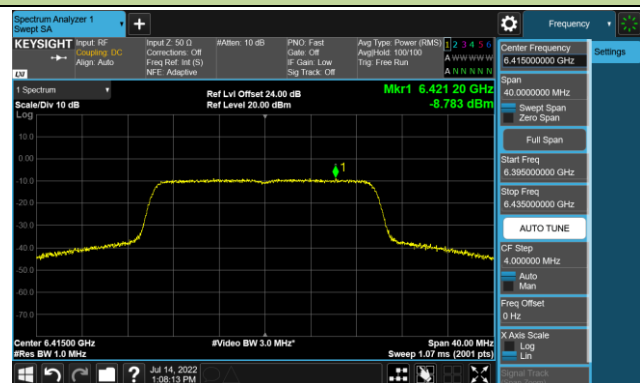 Spectrum Analyzer 1
Swept SA
Frequency
KEYSIGHT
Input: RF
Coupling: DC
Align: Auto
Input Z: 50 Ω
Corrections: Off
Freq Ref: Int (S)
NFE: Adaptive
#Atten: 10 dB
PNO: Fast
Gate: Off
IF Gain: Low
Sig Track: Off
Avg Type: Power (RMS)
Avg|Hold: 100/100
Trig: Free Run
1 2 3 4 5 6
A W W W W W
A N N N N N
LXI
1 Spectrum
Scale/Div 10 dB
Ref Lvl Offset 24.00 dB
Ref Level 20.00 dBm
Mkr1 6.421 20 GHz
-8.783 dBm
Log
10.0
0.00
-10.0
-20.0
-30.0
-40.0
-50.0
-60.0
-70.0
1
Center 6.41500 GHz
#Res BW 1.0 MHz
#Video BW 3.0 MHz*
Span 40.00 MHz
Sweep 1.07 ms (2001 pts)
Jul 14, 2022
1:08:13 PM
Center Frequency
6.415000000 GHz
Settings
Span
40.0000000 MHz
Swept Span
Zero Span
Full Span
Start Freq
6.395000000 GHz
Stop Freq
6.435000000 GHz
AUTO TUNE
CF Step
4.000000 MHz
Auto
Man
Freq Offset
0 Hz
X Axis Scale
Log
Lin
Signal Track